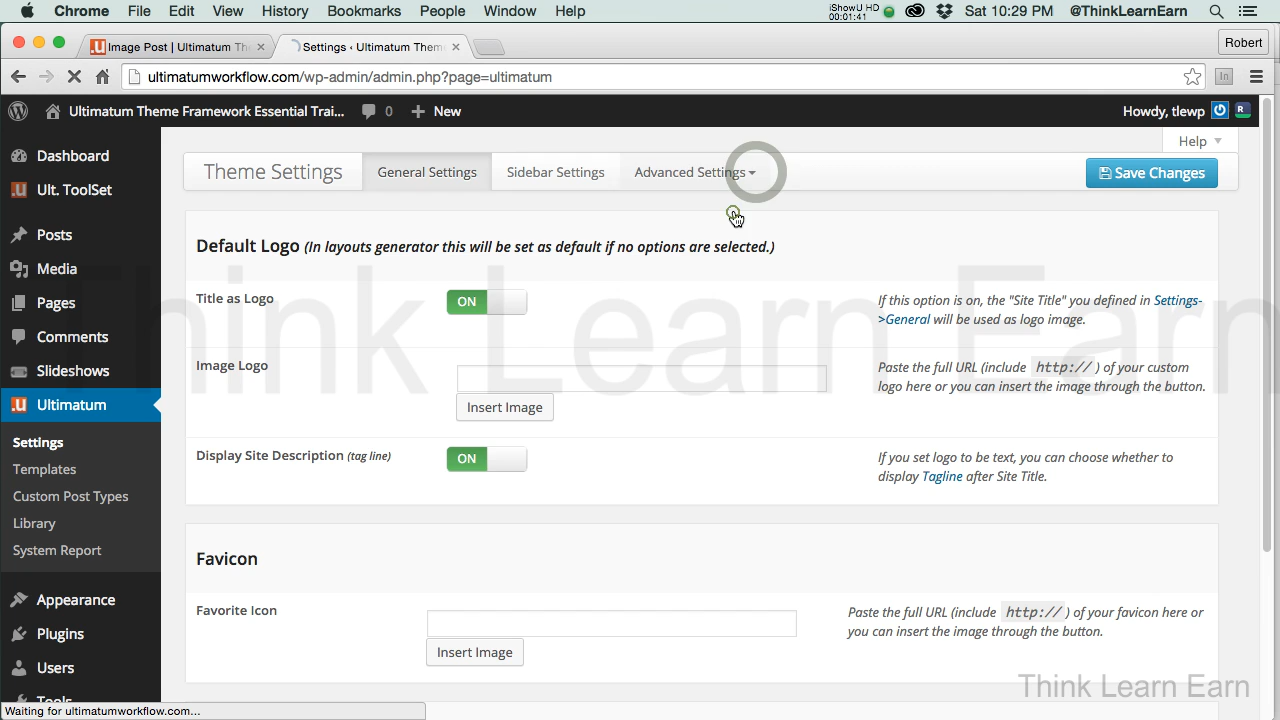 Chrome File Edit View History Bookmarks People Window Help iShowU HD 00:01:41 Sat 10:29 PM @ThinkLearnEarn
Image Post | Ultimatum Th Settings ‹ Ultimatum Them Robert
ultimatumworkflow.com/wp-admin/admin.php?page=ultimatum
Ultimatum Theme Framework Essential Trai... 0 New Howdy, tlewp
Help
Dashboard
Ult. ToolSet
Posts
Media
Pages
Comments
Slideshows
Ultimatum
Settings
Templates
Custom Post Types
Library
System Report
Appearance
Plugins
Users
Tools
Theme Settings General Settings Sidebar Settings Advanced Settings Save Changes
Default Logo (In layouts generator this will be set as default if no options are selected.)
Title as Logo ON If this option is on, the "Site Title" you defined in Settings-
>General will be used as logo image.
Image Logo Paste the full URL (include http:// ) of your custom
logo here or you can insert the image through the button.
Insert Image
Display Site Description (tag line) ON If you set logo to be text, you can choose whether to
display Tagline after Site Title.
Favicon
Favorite Icon Paste the full URL (include http:// ) of your favicon here or
you can insert the image through the button.
Insert Image
Think Learn Earn
Think Learn Earn
Waiting for ultimatumworkflow.com...